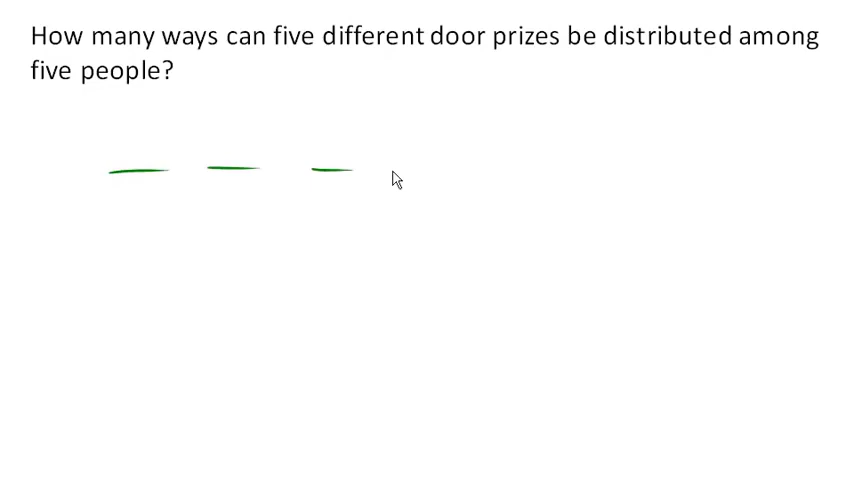 How many ways can five different door prizes be distributed among
five people?